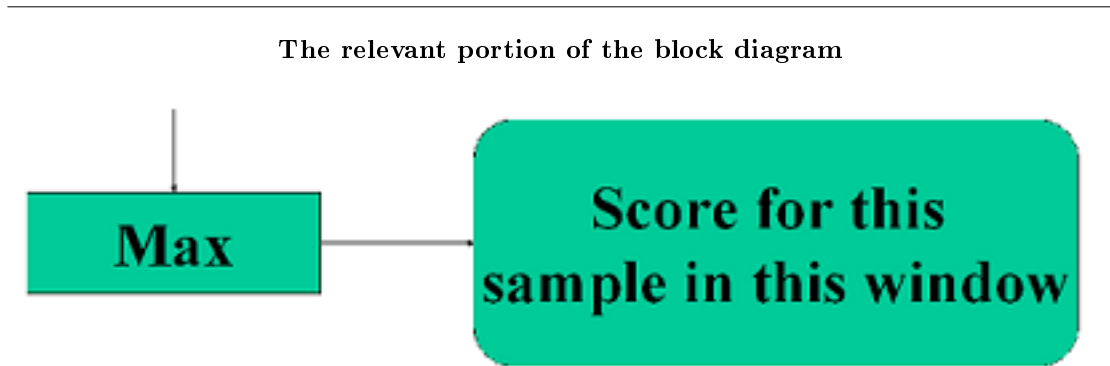 The relevant portion of the block diagram
Max
Score for this
sample in this window